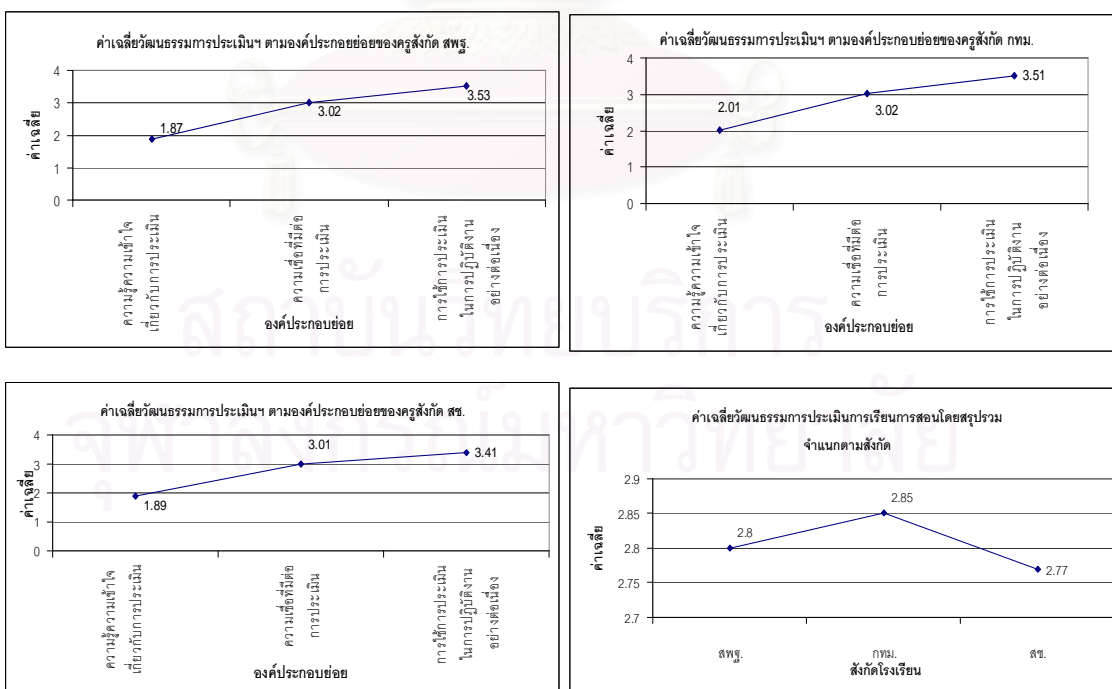 ค่าเฉลี่ยวัฒนธรรมการประเมินฯ ตามองค์ประกอยย่อยของครูสังกัด สพฐ.
4
3
2
1
0
ค่าเฉลี่ย
1.87
3.02
3.53
ความรู้ความเข้าใจ
เกี่ยวกับการประเมิน
ความเชื่อที่มีต่อ
การประเมิน
การใช้การประเมิน
ในการปฏิบัติงาน
อย่างต่อเนื่อง
องค์ประกอบย่อย
ค่าเฉลี่ยวัฒนธรรมการประเมินฯ ตามองค์ประกอบย่อยของครูสังกัด กทม.
4
3
2
1
0
ค่าเฉลี่ย
2.01
3.02
3.51
ความรู้ความเข้าใจ
เกี่ยวกับการประเมิน
ความเชื่อที่มีต่อ
การประเมิน
การใช้การประเมิน
ในการปฏิบัติงาน
อย่างต่อเนื่อง
องค์ประกอบย่อย
ค่าเฉลี่ยวัฒนธรรมการประเมินฯ ตามองค์ประกอบย่อยของครูสังกัด สช.
4
3
2
1
0
ค่าเฉลี่ย
1.89
3.01
3.41
ความรู้ความเข้าใจ
เกี่ยวกับการประเมิน
ความเชื่อที่มีต่อ
การประเมิน
การใช้การประเมิน
ในการปฏิบัติงาน
อย่างต่อเนื่อง
องค์ประกอบย่อย
ค่าเฉลี่ยวัฒนธรรมการประเมินการเรียนการสอนโดยสรุปรวม
จำแนกตามสังกัด
2.9
2.85
2.8
2.75
2.7
ค่าเฉลี่ย
2.8
2.85
2.77
สพฐ.
กทม.
สช.
สังกัดโรงเรียน
สถาบันวิทยบริการ
จุฬาลงกรณ์มหาวิทยาลัย